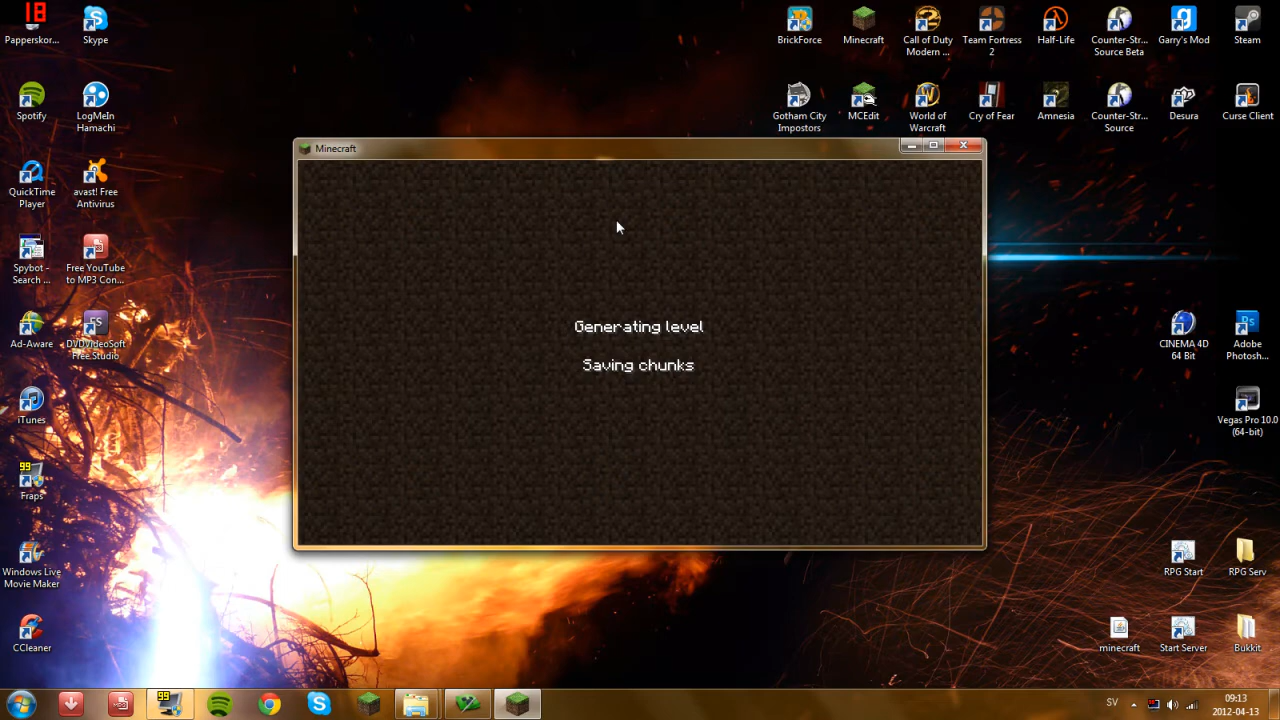 18
Papperskor...
Skype
BrickForce
Minecraft
Call of Duty
Modern ...
Team Fortress
2
Half-Life
Counter-Str...
Source Beta
Garry's Mod
Steam
Spotify
LogMeIn
Hamachi
Gotham City
Impostors
MCEdit
World of
Warcraft
Cry of Fear
Amnesia
Counter-Str...
Source
Desura
Curse Client
Minecraft
QuickTime
Player
avast! Free
Antivirus
Spybot -
Search ...
Free YouTube
to MP3 Con...
Generating level
Saving chunks
Ad-Aware
FS
DVDVideoSoft
Free Studio
CINEMA 4D
64 Bit
Ps
Adobe
Photosh...
iTunes
Vegas Pro 10.0
(64-bit)
99
Fraps
Windows Live
Movie Maker
RPG Start
RPG Serv
CCleaner
minecraft
Start Server
Bukkit
99
SV
09:13
2012-04-13